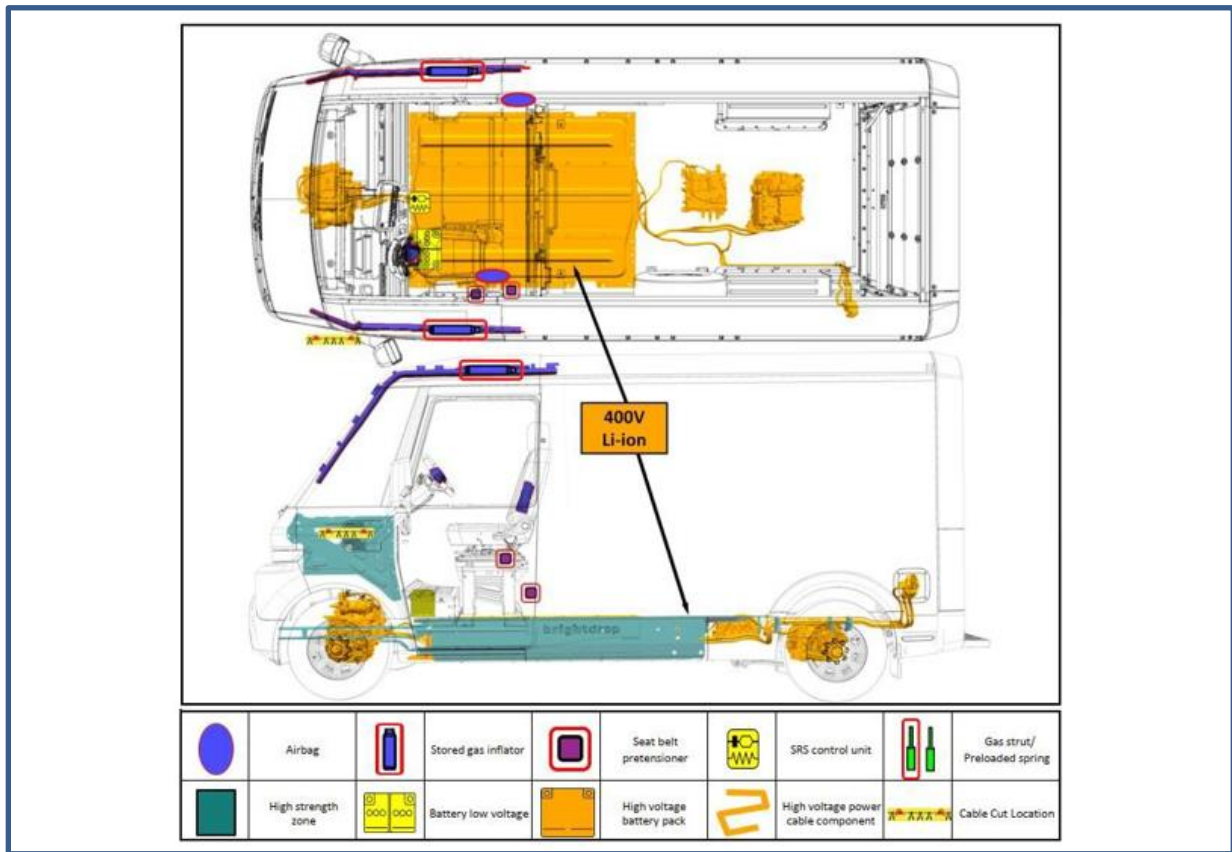 400V
Li-ion
brightdrop
Airbag
Stored gas inflator
Seat belt
pretensioner
SRS control unit
Gas strut/
Preloaded spring
High strength
zone
Battery low voltage
High voltage
battery pack
High voltage power
cable component
Cable Cut Location